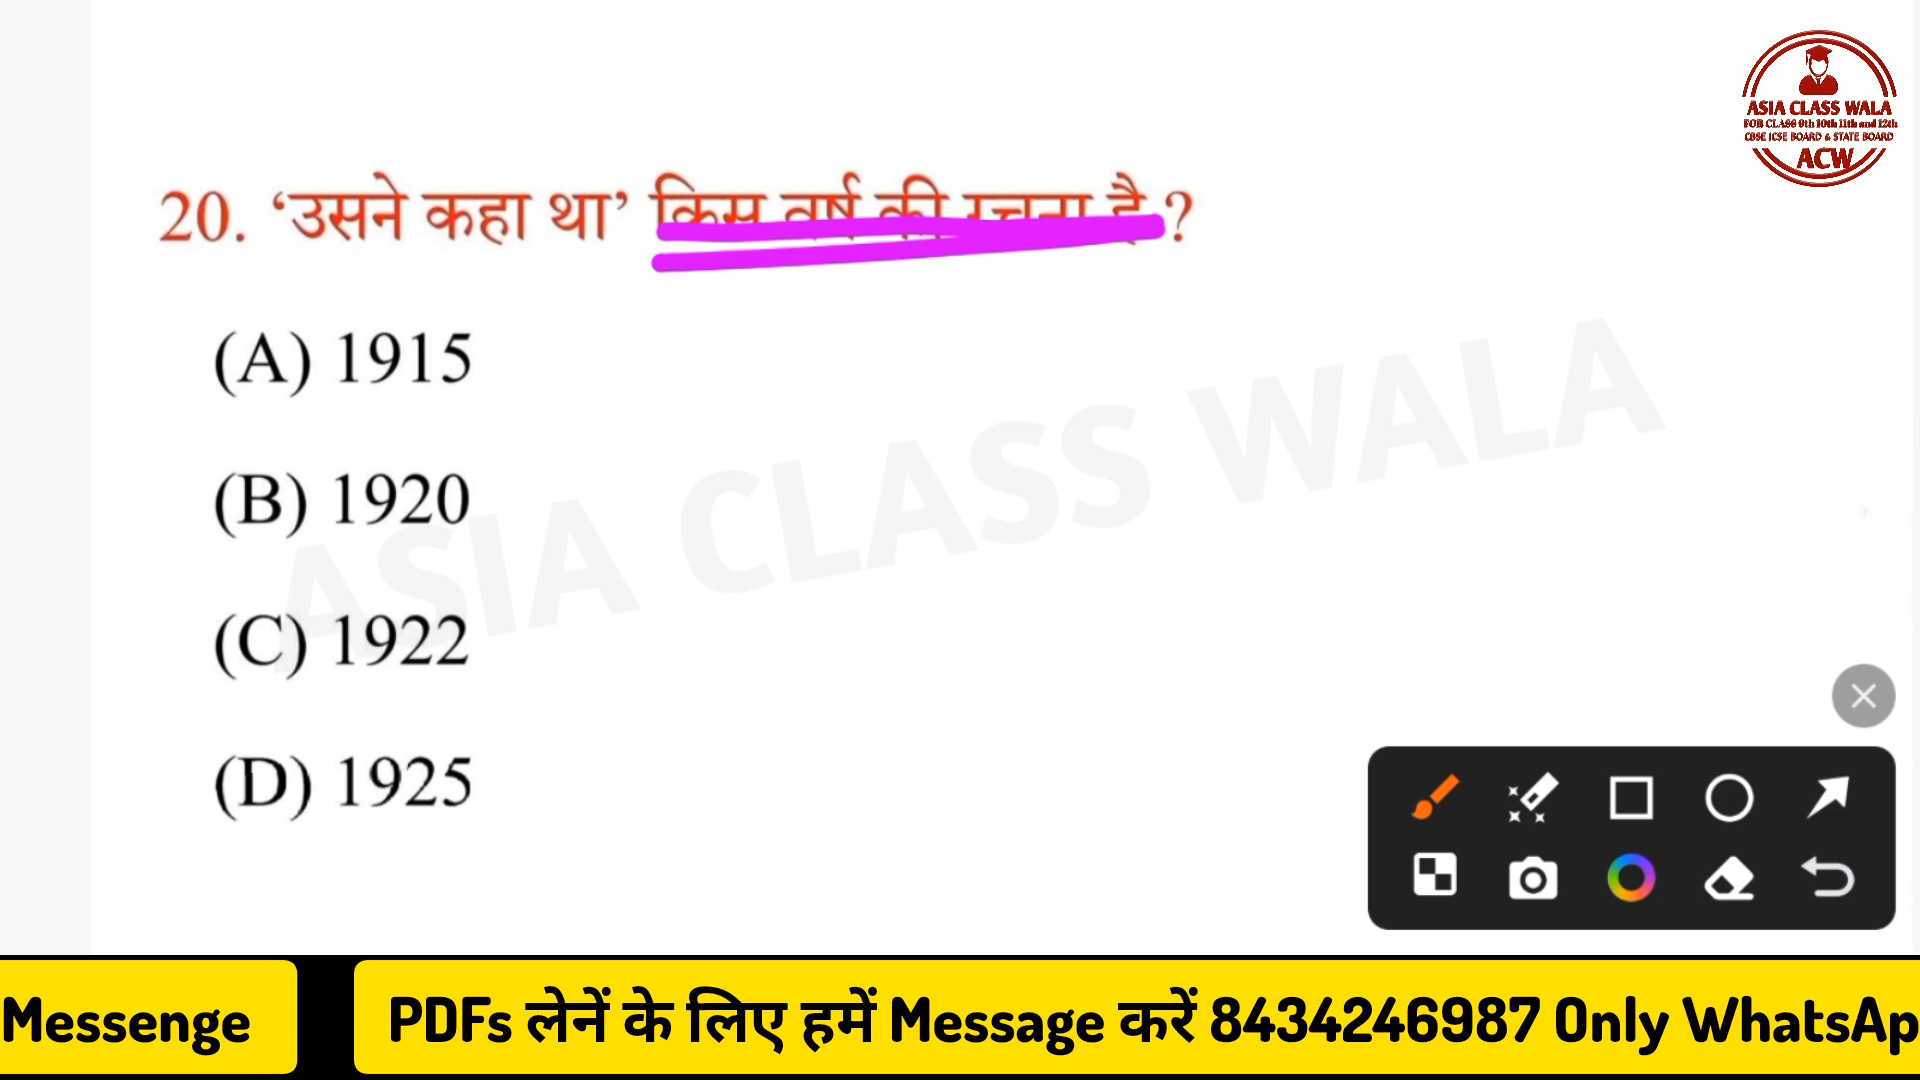 ASIA CLASS WALA
FOR CLASS 9th 10th 11th and 12th
CBSE ICSE BOARD & STATE BOARD
ACW
20. ‘उसने कहा था’ किस वर्ष की रचना है ?
(A) 1915
(B) 1920
(C) 1922
(D) 1925
ASIA CLASS WALA
Messenge PDFs लेनें के लिए हमें Message करें 8434246987 Only WhatsAp